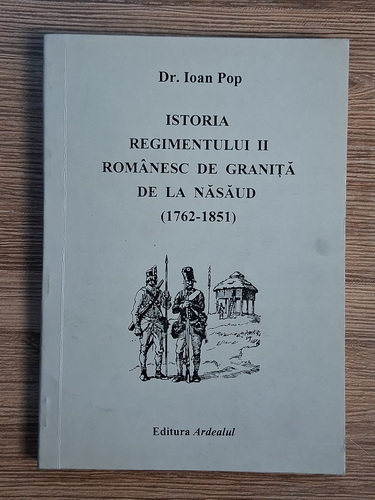 Dr. Ioan Pop
ISTORIA
REGIMENTULUI II
ROMÂNESC DE GRANIȚĂ
DE LA NĂSĂUD
(1762-1851)
Editura Ardealul